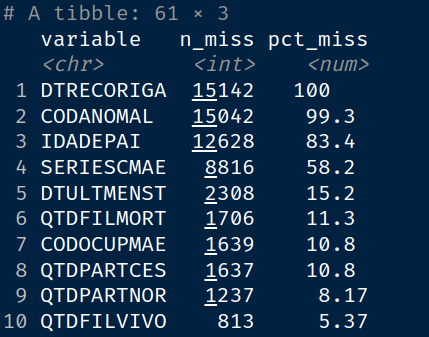 # A tibble: 61 × 3
variable n_miss pct_miss
<chr> <int> <num>
1 DTRECORIGA 15142 100
2 CODANOMAL 15042 99.3
3 IDADEPAI 12628 83.4
4 SERIESCMAE 8816 58.2
5 DTULTMENST 2308 15.2
6 QTDFILMORT 1706 11.3
7 CODOCUPMAE 1639 10.8
8 QTDPARTCES 1637 10.8
9 QTDPARTNOR 1237 8.17
10 QTDFILVIVO 813 5.37